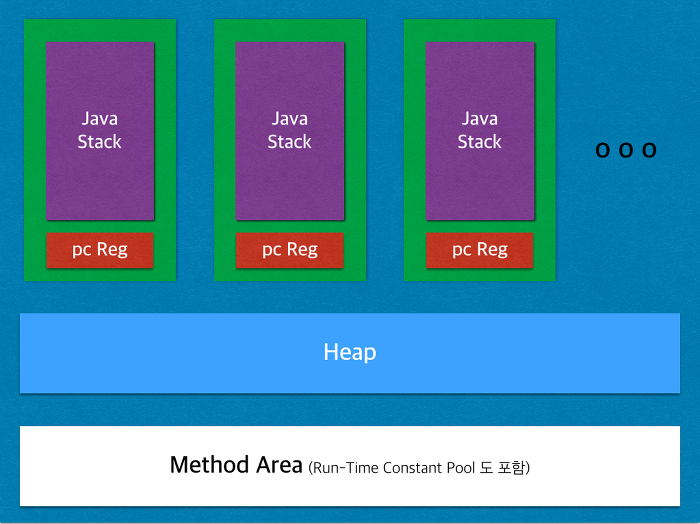 Java
Stack
Java
Stack
Java
Stack
o o o
pc Reg
pc Reg
pc Reg
Heap
Method Area (Run-Time Constant Pool 도 포함)